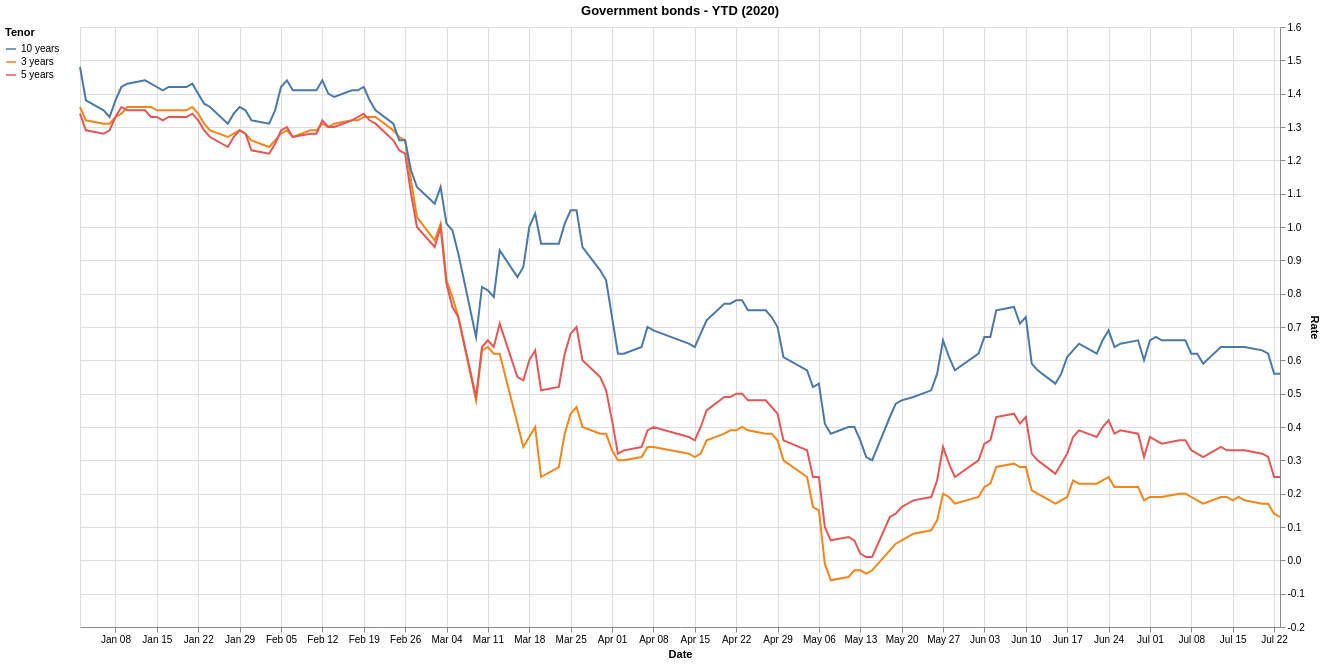 Government bonds - YTD (2020)
Tenor
10 years
3 years
5 years
1.6
1.5
1.4
1.3
1.2
1.1
1.0
0.9
0.8
0.7
0.6
0.5
0.4
0.3
0.2
0.1
0.0
-0.1
-0.2
Rate
Jan 08 Jan 15 Jan 22 Jan 29 Feb 05 Feb 12 Feb 19 Feb 26 Mar 04 Mar 11 Mar 18 Mar 25 Apr 01 Apr 08 Apr 15 Apr 22 Apr 29 May 06 May 13 May 20 May 27 Jun 03 Jun 10 Jun 17 Jun 24 Jul 01 Jul 08 Jul 15 Jul 22
Date